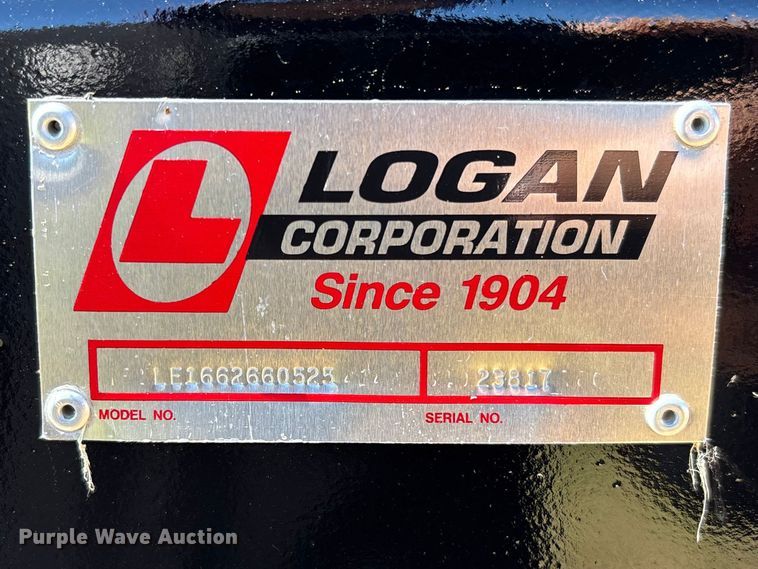 L
LOGAN
CORPORATION
Since 1904
LF1662660525
23817
MODEL NO.
SERIAL NO.
Purple Wave Auction